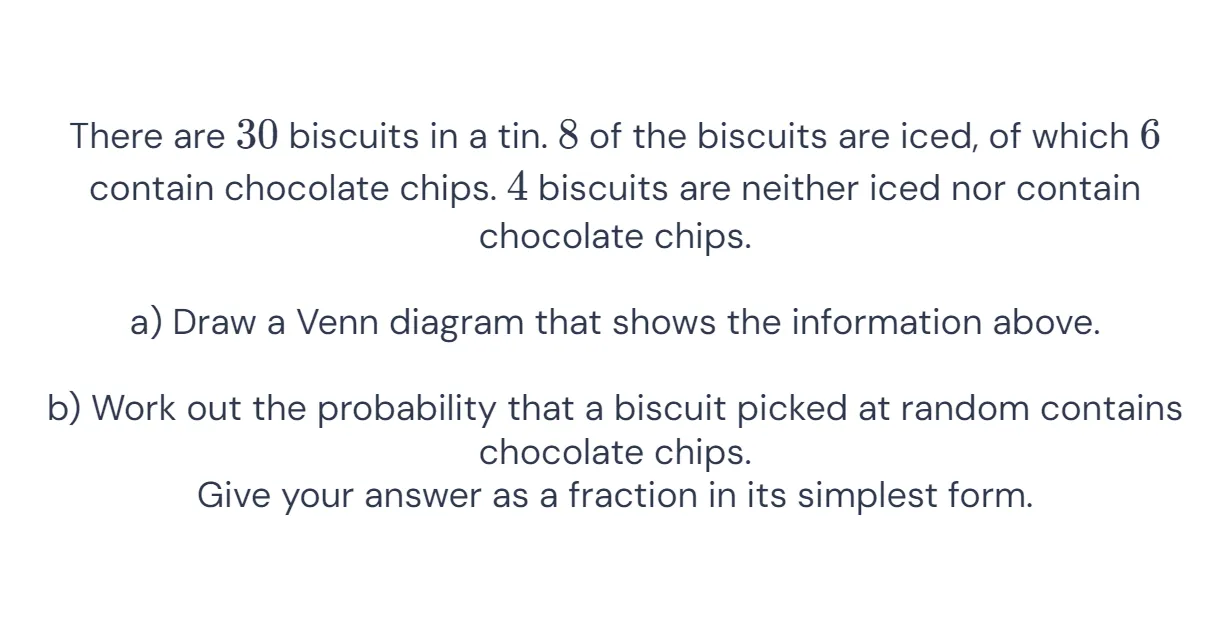 There are 30 biscuits in a tin. 8 of the biscuits are iced, of which 6
contain chocolate chips. 4 biscuits are neither iced nor contain
chocolate chips.
a) Draw a Venn diagram that shows the information above.
b) Work out the probability that a biscuit picked at random contains
chocolate chips.
Give your answer as a fraction in its simplest form.